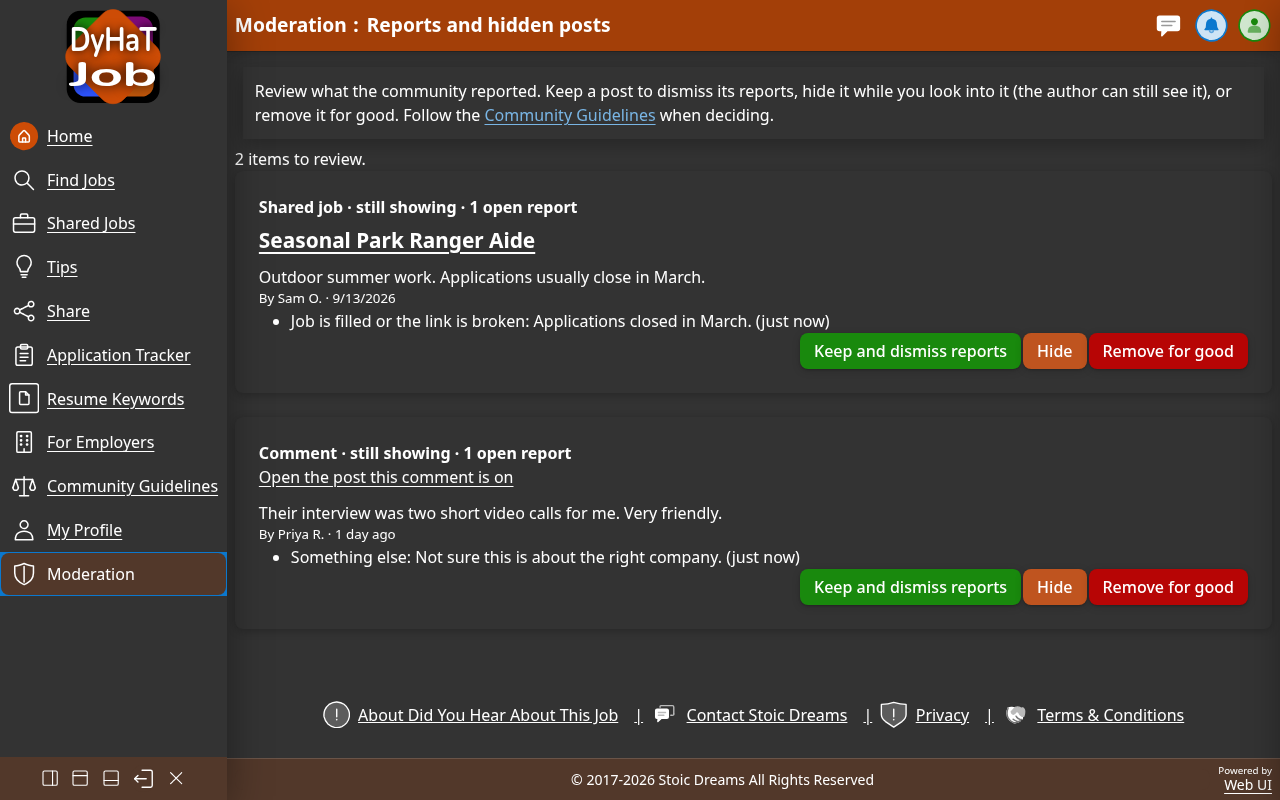 DyHaT
Job
Home
Find Jobs
Shared Jobs
Tips
Share
Application Tracker
Resume Keywords
For Employers
Community Guidelines
My Profile
Moderation
Moderation : Reports and hidden posts
Review what the community reported. Keep a post to dismiss its reports, hide it while you look into it (the author can still see it), or
remove it for good. Follow the Community Guidelines when deciding.
2 items to review.
Shared job · still showing · 1 open report
Seasonal Park Ranger Aide
Outdoor summer work. Applications usually close in March.
By Sam O. · 9/13/2026
• Job is filled or the link is broken: Applications closed in March. (just now)
Keep and dismiss reports Hide Remove for good
Comment · still showing · 1 open report
Open the post this comment is on
Their interview was two short video calls for me. Very friendly.
By Priya R. · 1 day ago
• Something else: Not sure this is about the right company. (just now)
Keep and dismiss reports Hide Remove for good
About Did You Hear About This Job | Contact Stoic Dreams | Privacy | Terms & Conditions
© 2017-2026 Stoic Dreams All Rights Reserved
Powered by
Web UI